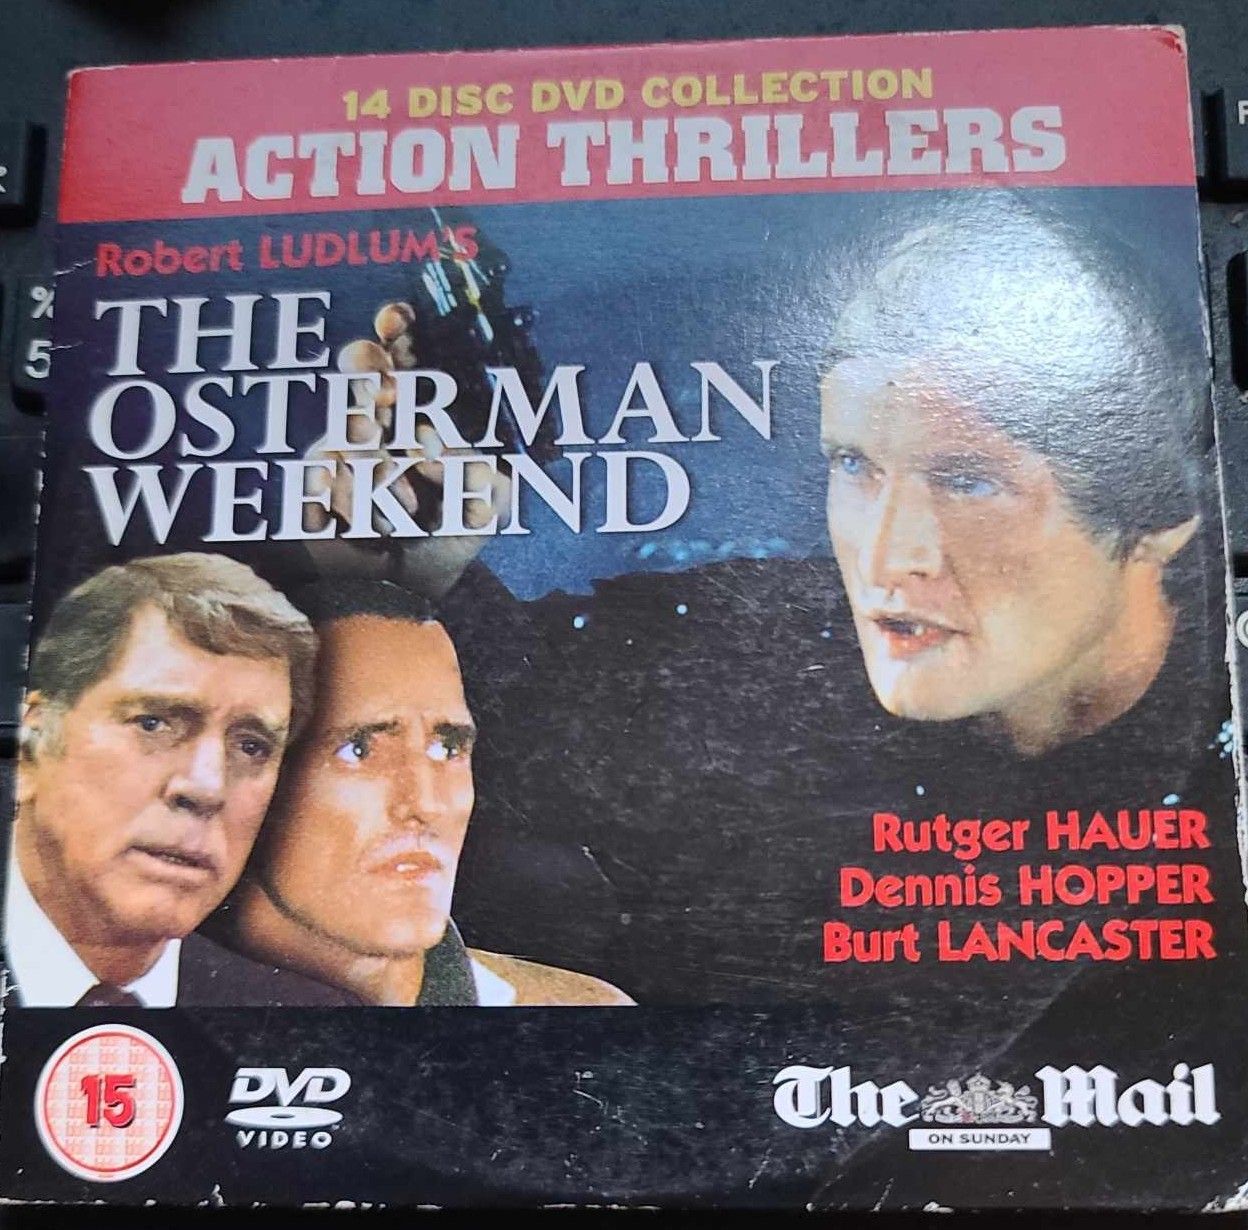 14 DISC DVD COLLECTION
ACTION THRILLERS
Robert LUDLUM'S
THE
OSTERMAN
WEEKEND
Rutger HAUER
Dennis HOPPER
Burt LANCASTER
15
DVD
VIDEO
The Mail
ON SUNDAY
%
5